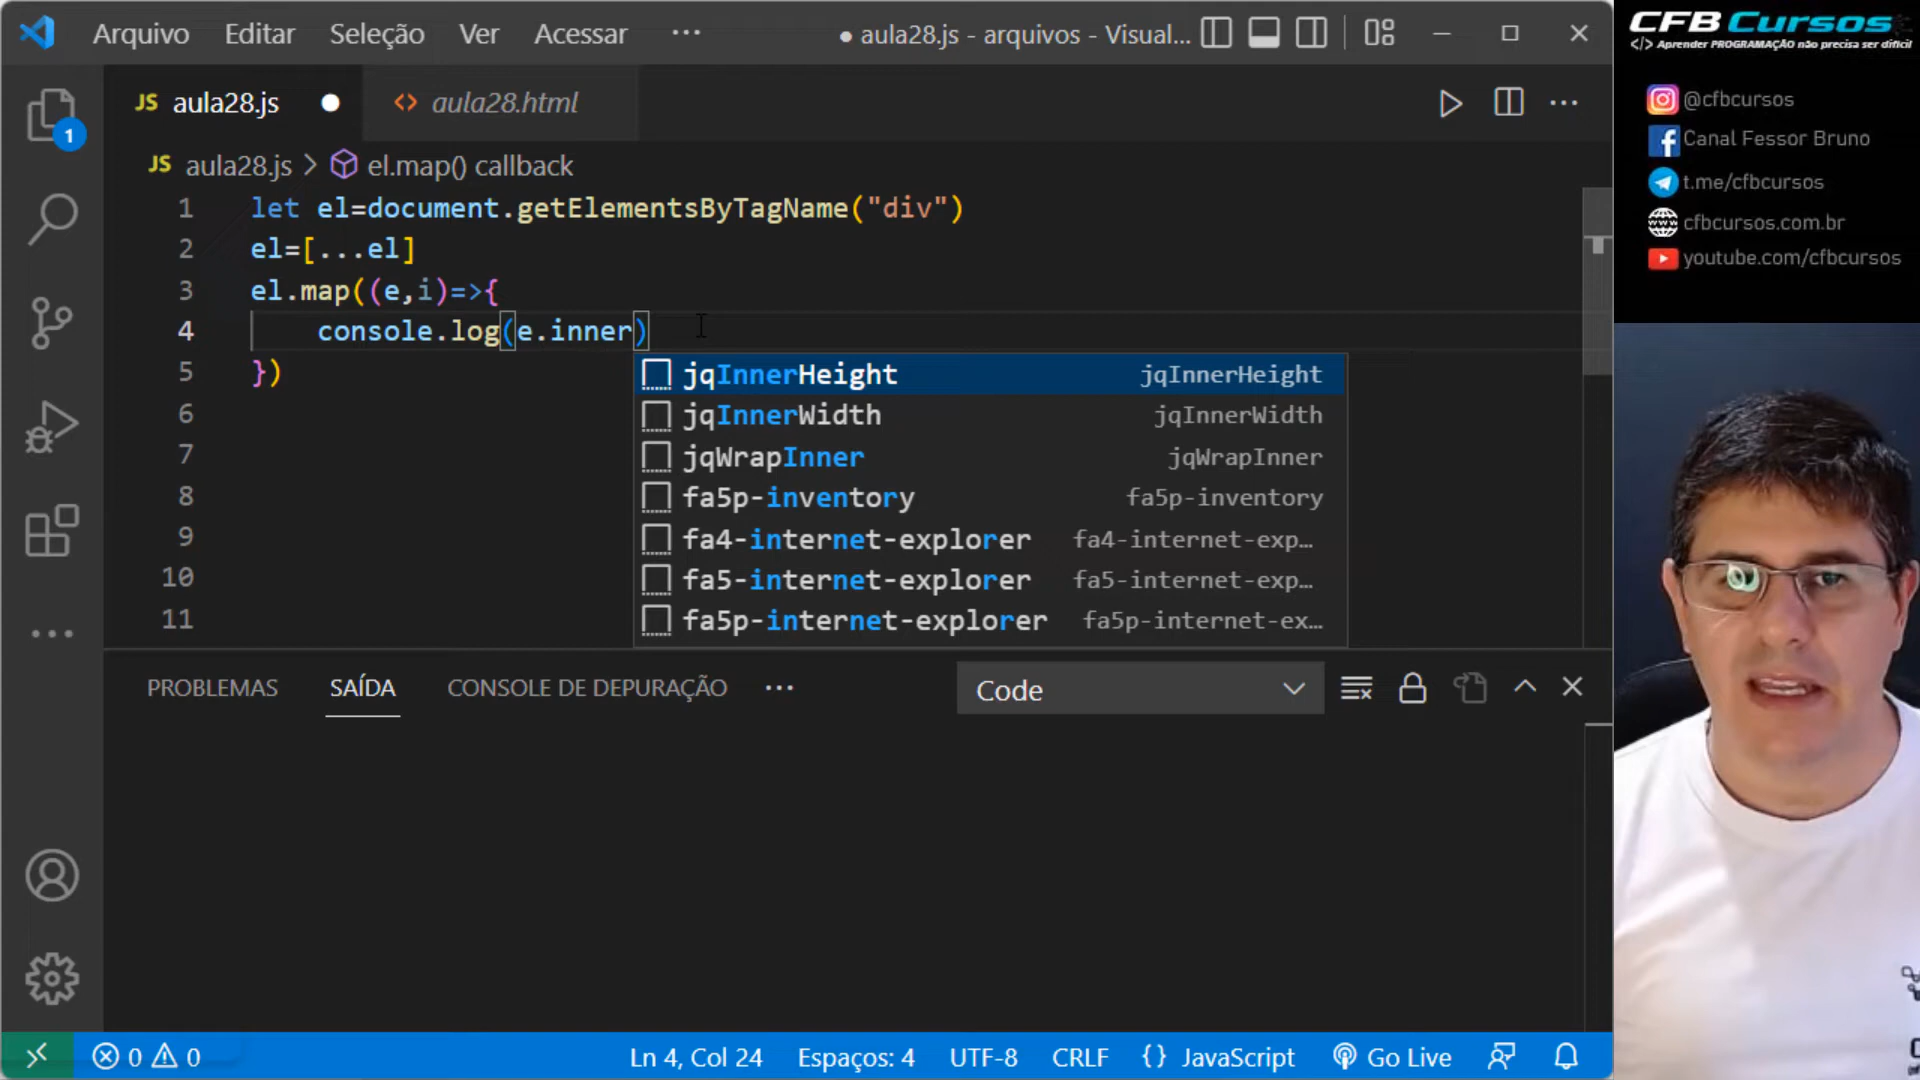 Arquivo Editar Seleção Ver Acessar ··· ● aula28.js - arquivos - Visual...
JS aula28.js ● <> aula28.html
JS aula28.js > el.map() callback
1 let el=document.getElementsByTagName("div")
2 el=[...el]
3 el.map((e,i)=>{
4 console.log(e.inner)
5 })
6
7
8
9
10
11
jqInnerHeight jqInnerHeight
jqInnerWidth jqInnerWidth
jqWrapInner jqWrapInner
fa5p-inventory fa5p-inventory
fa4-internet-explorer fa4-internet-exp...
fa5-internet-explorer fa5-internet-exp...
fa5p-internet-explorer fa5p-internet-ex...
1
PROBLEMAS SAÍDA CONSOLE DE DEPURAÇÃO ··· Code
0 0 Ln 4, Col 24 Espaços: 4 UTF-8 CRLF {} JavaScript Go Live
CFB Cursos
</> Aprender PROGRAMAÇÃO não precisa ser difícil
@cfbcursos
Canal Fessor Bruno
t.me/cfbcursos
cfbcursos.com.br
youtube.com/cfbcursos